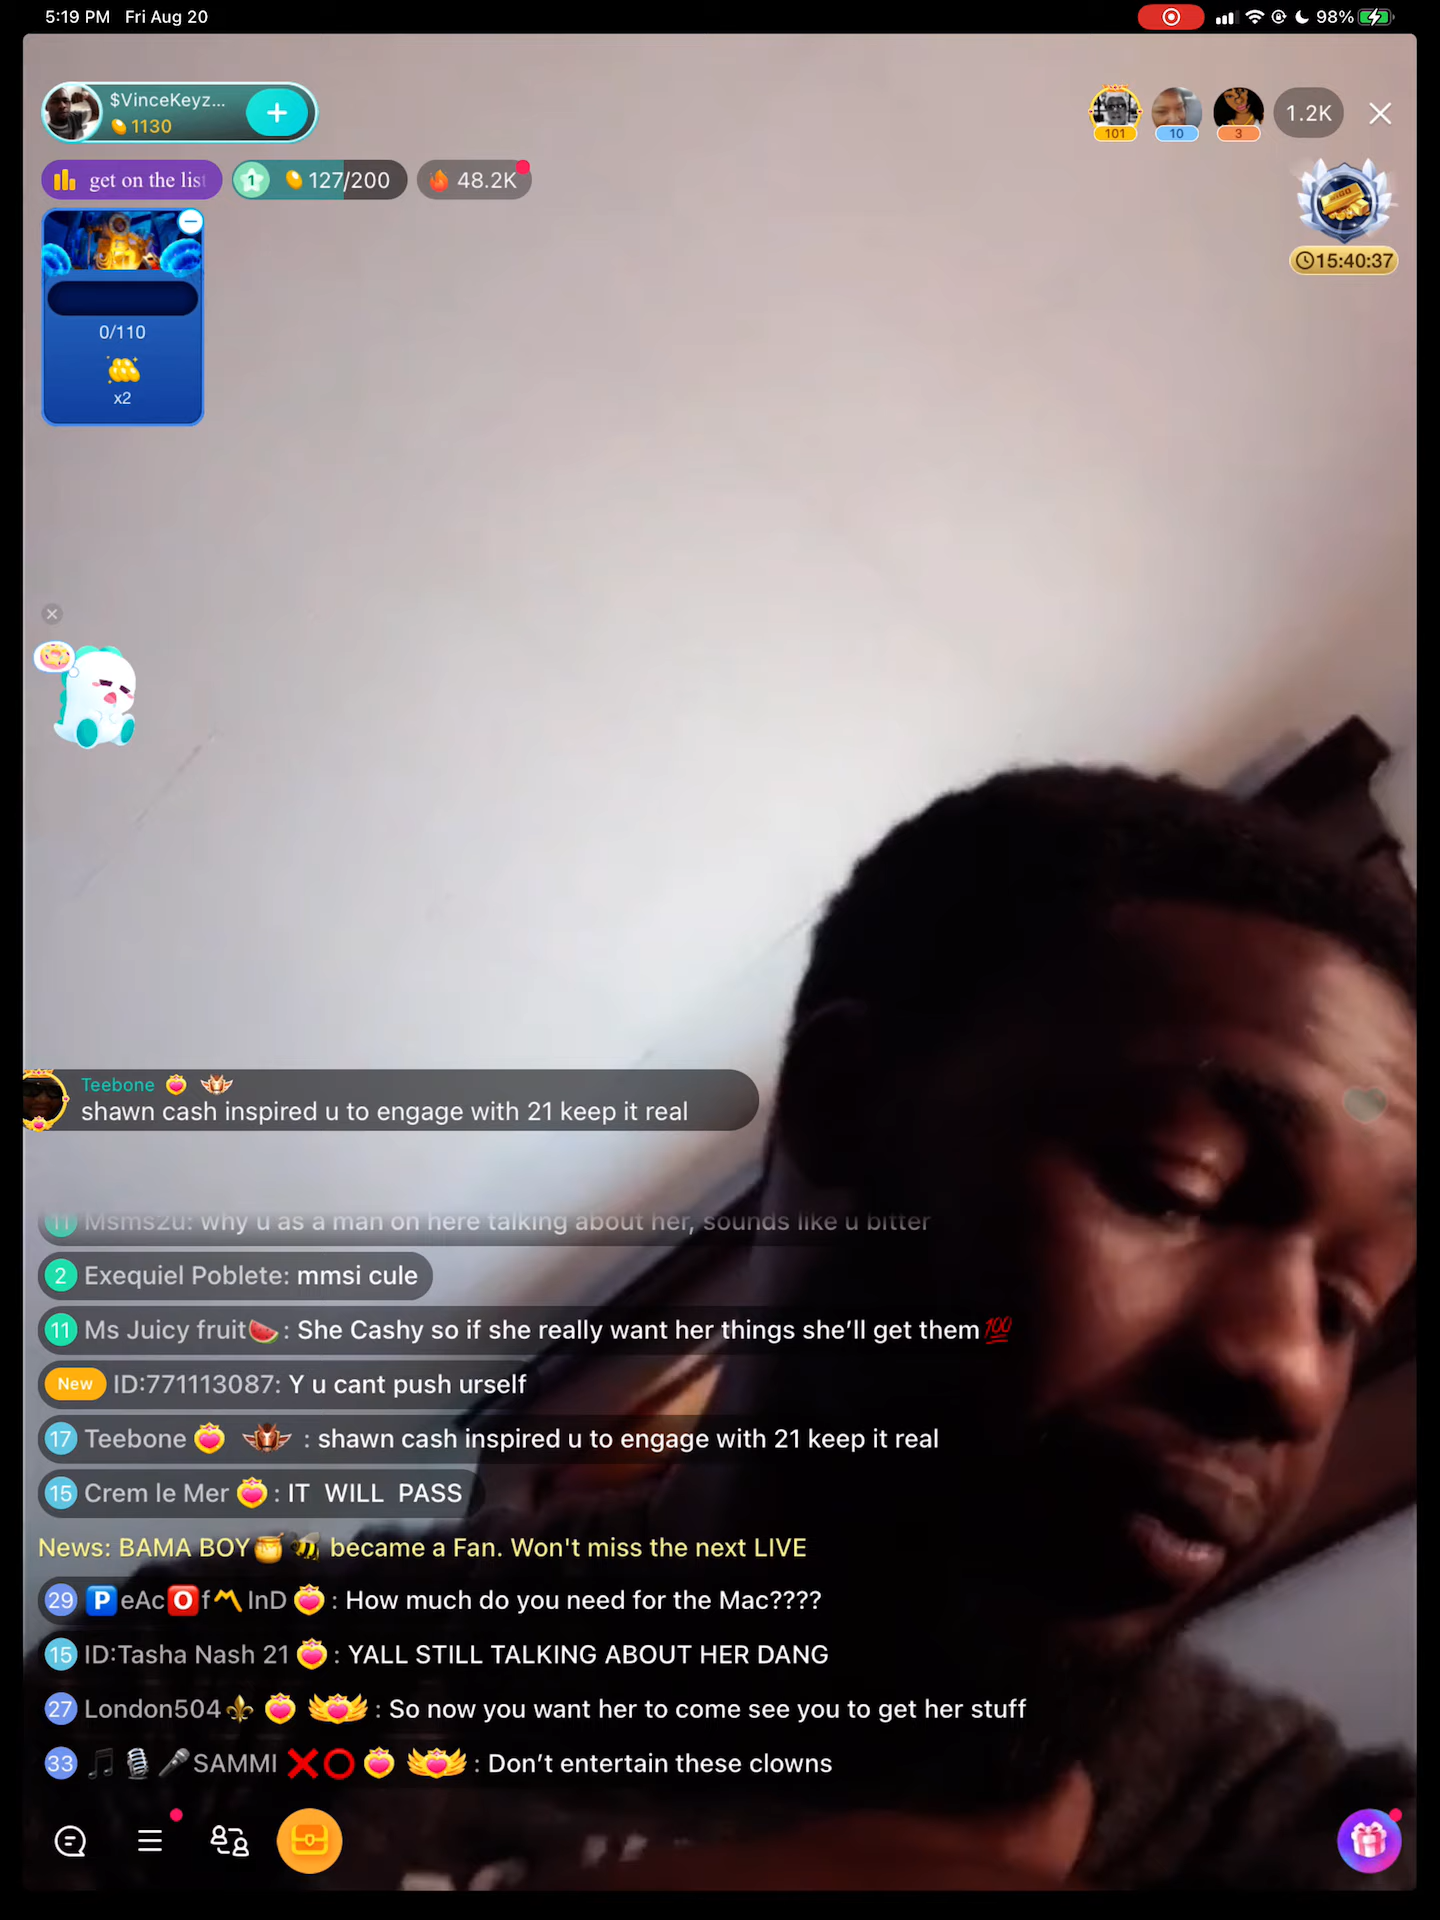 5:19 PM Fri Aug 20
98%
$VinceKeyz...
1130
101
10
3
1.2K
get on the list
1
127/200
48.2K
15:40:37
0/110
x2
Teebone
shawn cash inspired u to engage with 21 keep it real
11 Msms2u: why u as a man on here talking about her, sounds like u bitter
2 Exequiel Poblete: mmsi cule
11 Ms Juicy fruit🍉: She Cashy so if she really want her things she'll get them💯
New ID:771113087: Y u cant push urself
17 Teebone : shawn cash inspired u to engage with 21 keep it real
15 Crem le Mer : IT WILL PASS
News: BAMA BOY🍯🐝 became a Fan. Won't miss the next LIVE
29 🅿️eAc🅾️f〽️InD : How much do you need for the Mac????
15 ID:Tasha Nash 21 : YALL STILL TALKING ABOUT HER DANG
27 London504⚜️ : So now you want her to come see you to get her stuff
33 🎵🎙️🎤SAMMI ❌⭕ : Don't entertain these clowns